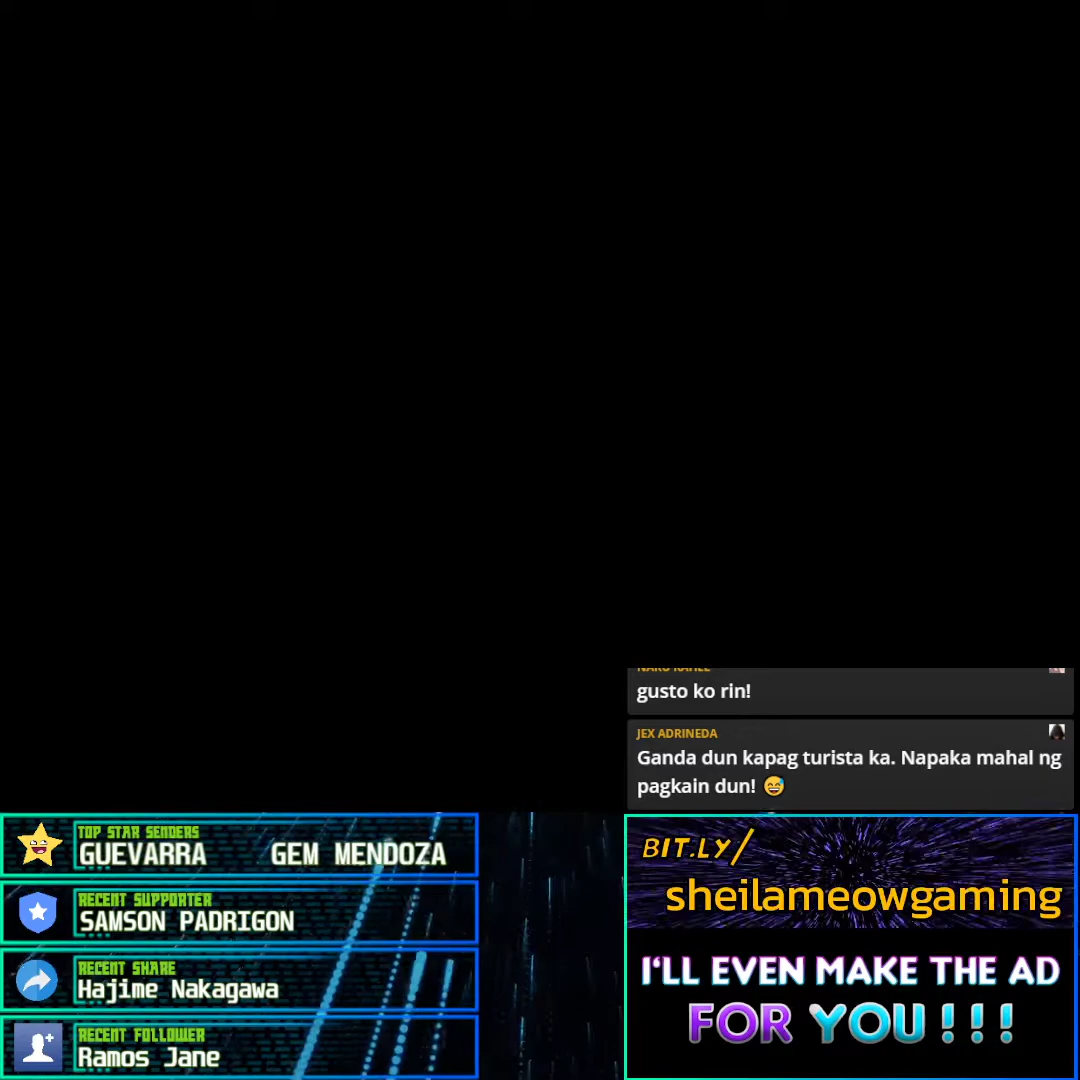 gusto ko rin!
JEX ADRINEDA
Ganda dun kapag turista ka. Napaka mahal ng
pagkain dun! 😅
TOP STAR SENDERS
GUEVARRA GEM MENDOZA
RECENT SUPPORTER
SAMSON PADRIGON
RECENT SHARE
Hajime Nakagawa
RECENT FOLLOWER
Ramos Jane
BIT.LY/
sheilameowgaming
I'LL EVEN MAKE THE AD
FOR YOU!!!